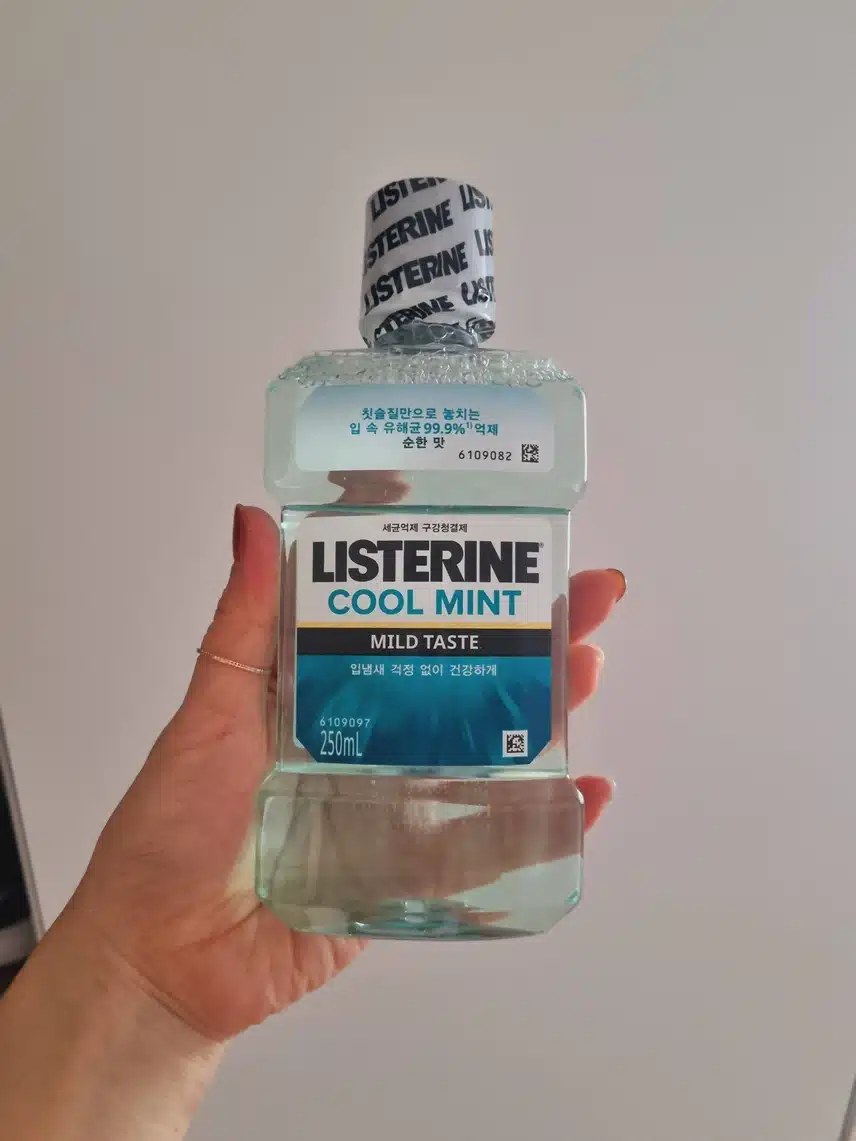 LISTERINE
LISTERINE
칫솔질만으로 놓치는
입 속 유해균 99.9%¹⁾ 억제
순한 맛
6109082
세균억제 구강청결제
LISTERINE®
COOL MINT
MILD TASTE
입냄새 걱정 없이 건강하게
6109097
250mL